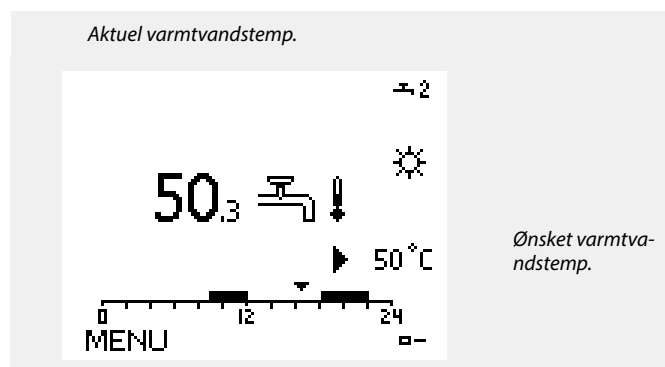 Aktuel varmtvandstemp.
2
50.3
50°C
Ønsket varmtva-
ndstemp.
0 12 24
MENU